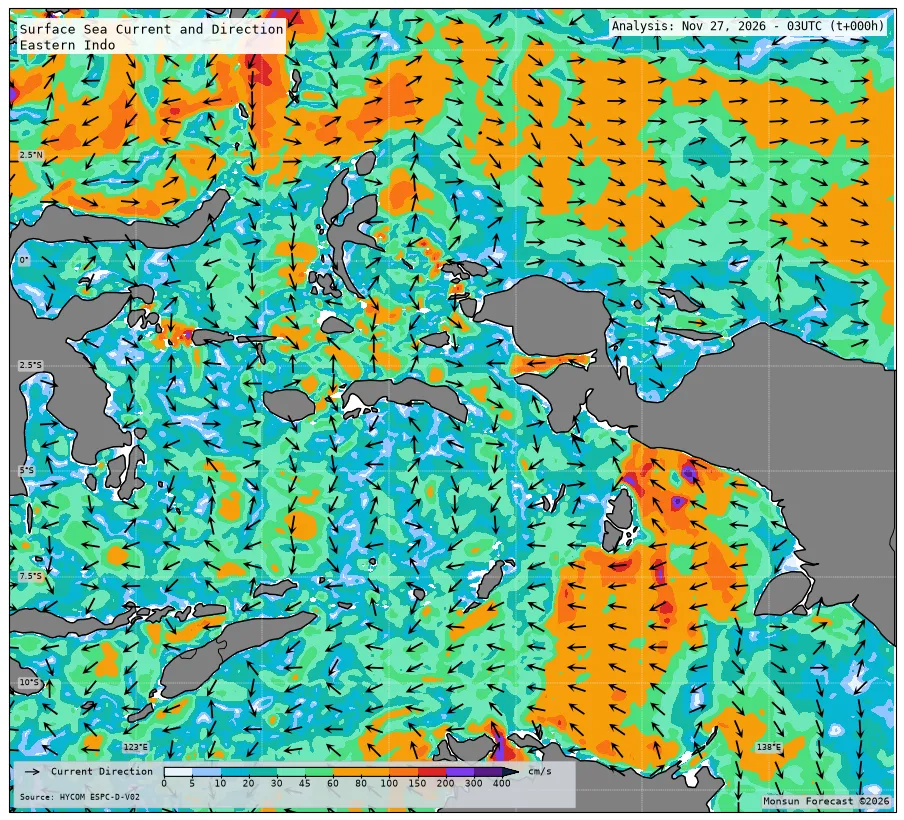 Surface Sea Current and Direction
Eastern Indo
Analysis: Nov 27, 2026 - 03UTC (t+000h)
2.5°N
0°
2.5°S
5°S
7.5°S
10°S
123°E
138°E
Current Direction
0 5 10 20 30 45 60 80 100 150 200 300 400
cm/s
Source: HYCOM ESPC-D-V02
Monsun Forecast ©2026